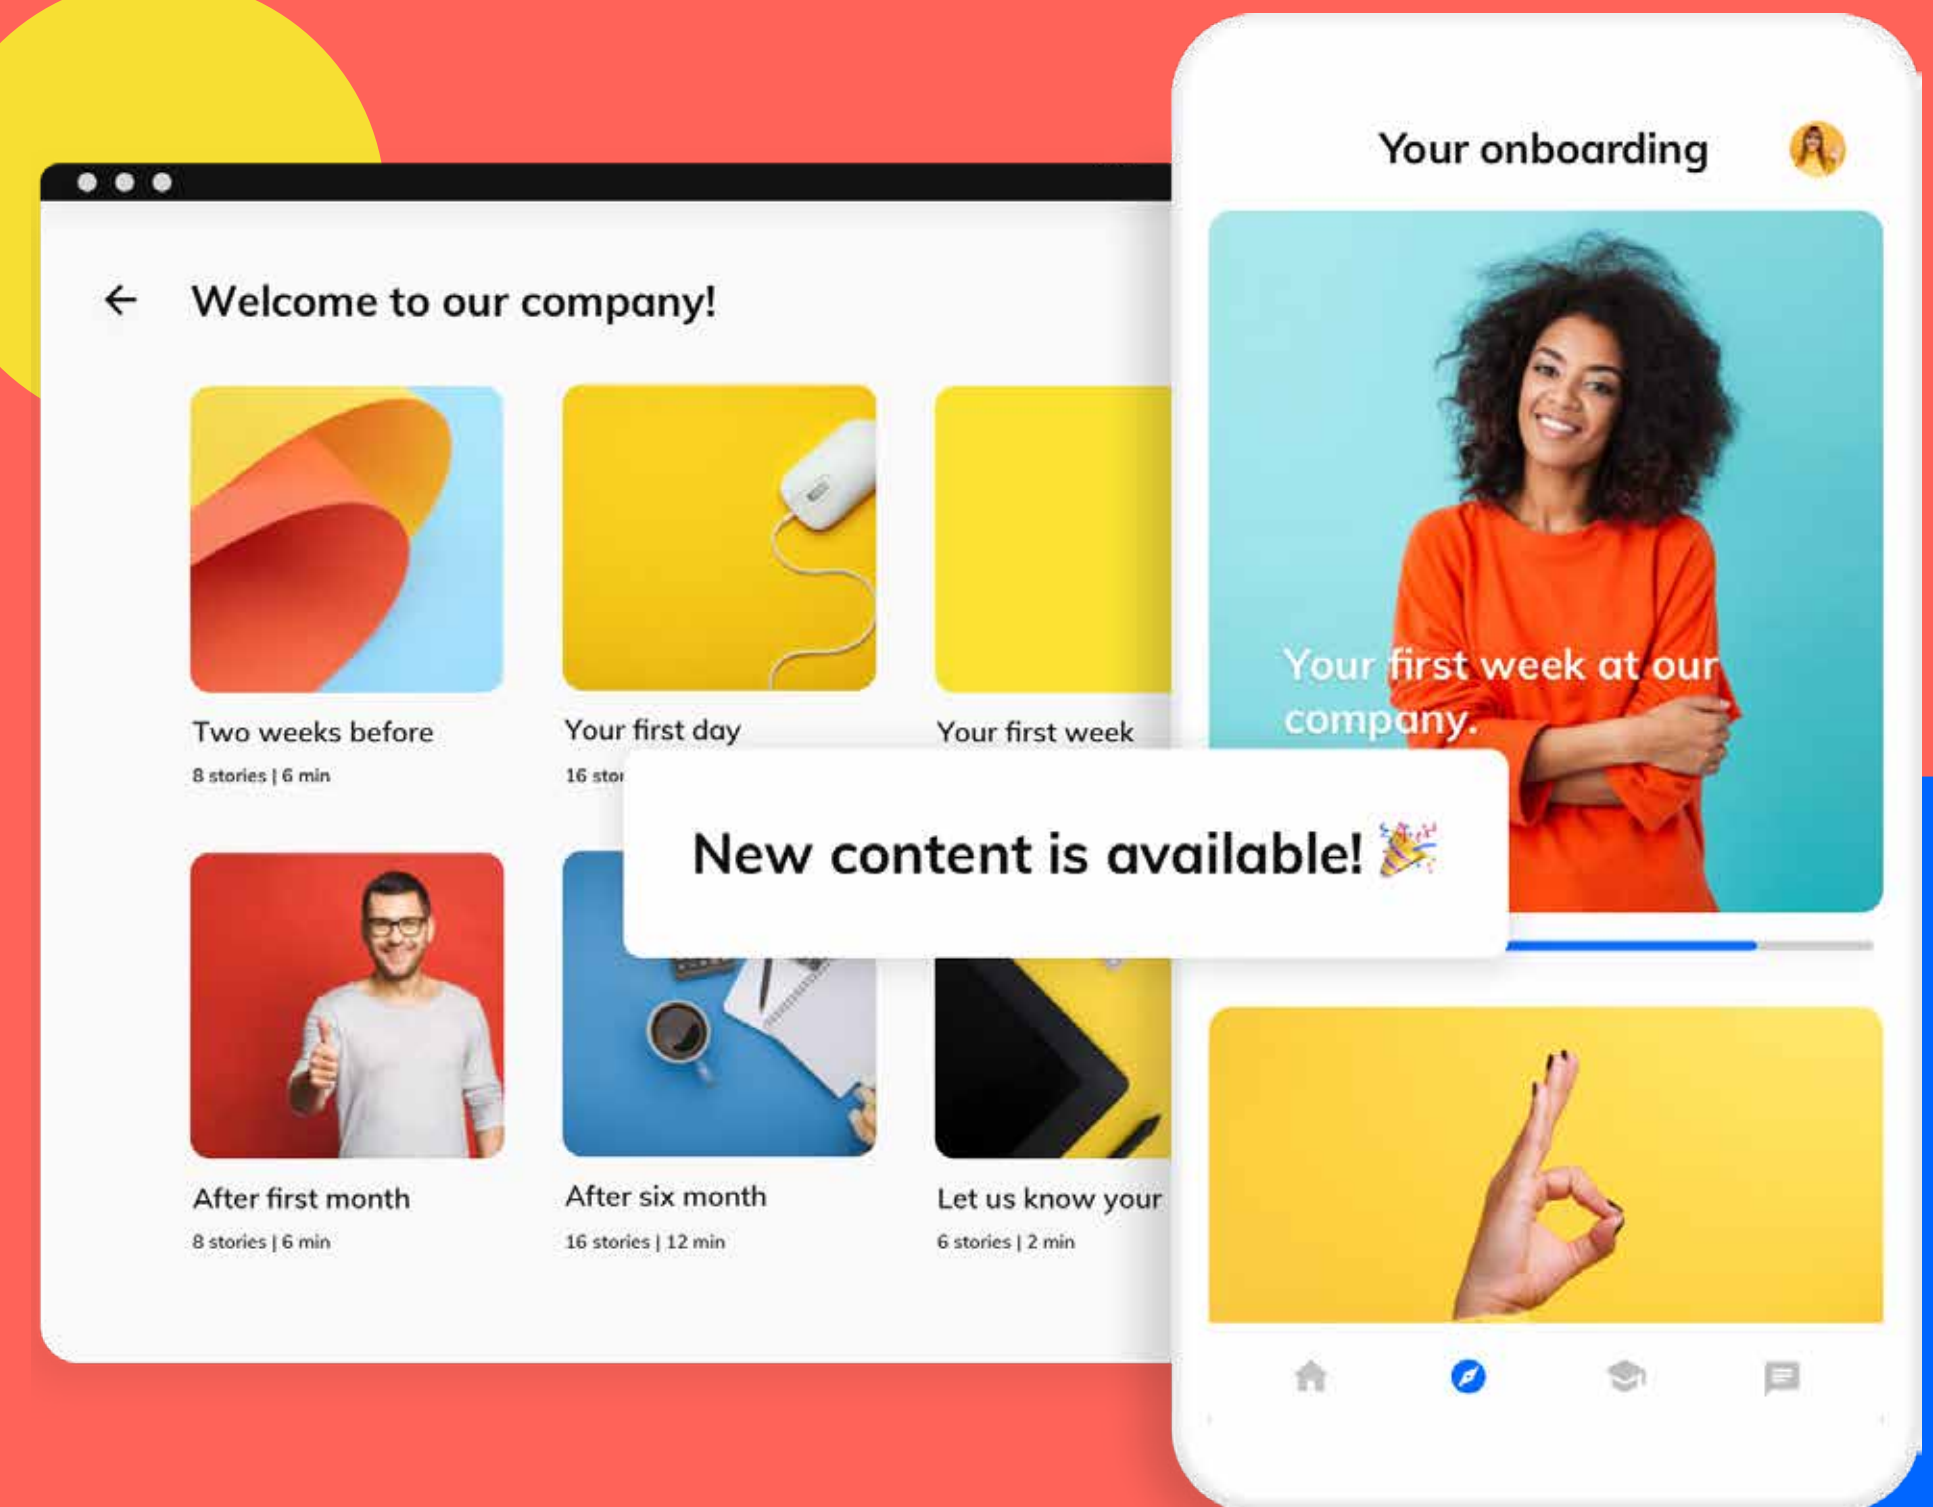 Welcome to our company!
Two weeks before
8 stories | 6 min
Your first day
16
Your first week
After first month
8 stories | 6 min
After six month
16 stories | 12 min
Let us know your
6 stories | 2 min
New content is available!
Your onboarding
Your first week at our
company.